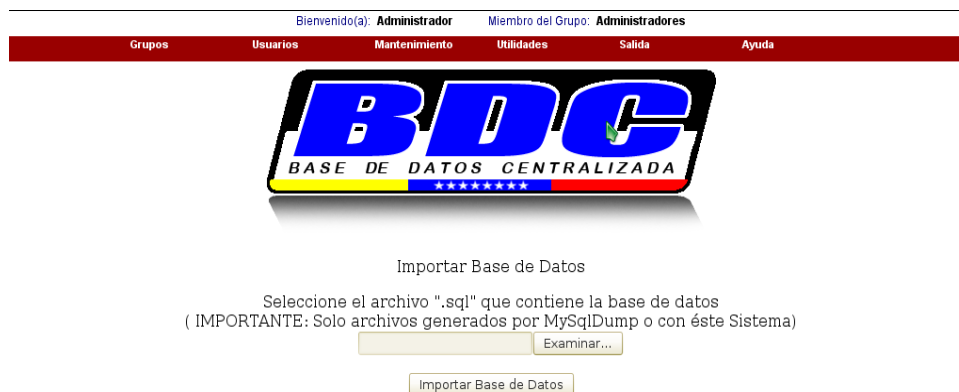 Bienvenido(a): Administrador Miembro del Grupo: Administradores
Grupos Usuarios Mantenimiento Utilidades Salida Ayuda
BDC
BASE DE DATOS CENTRALIZADA
Importar Base de Datos
Seleccione el archivo ".sql" que contiene la base de datos
( IMPORTANTE: Solo archivos generados por MySqlDump o con éste Sistema)
Examinar...
Importar Base de Datos